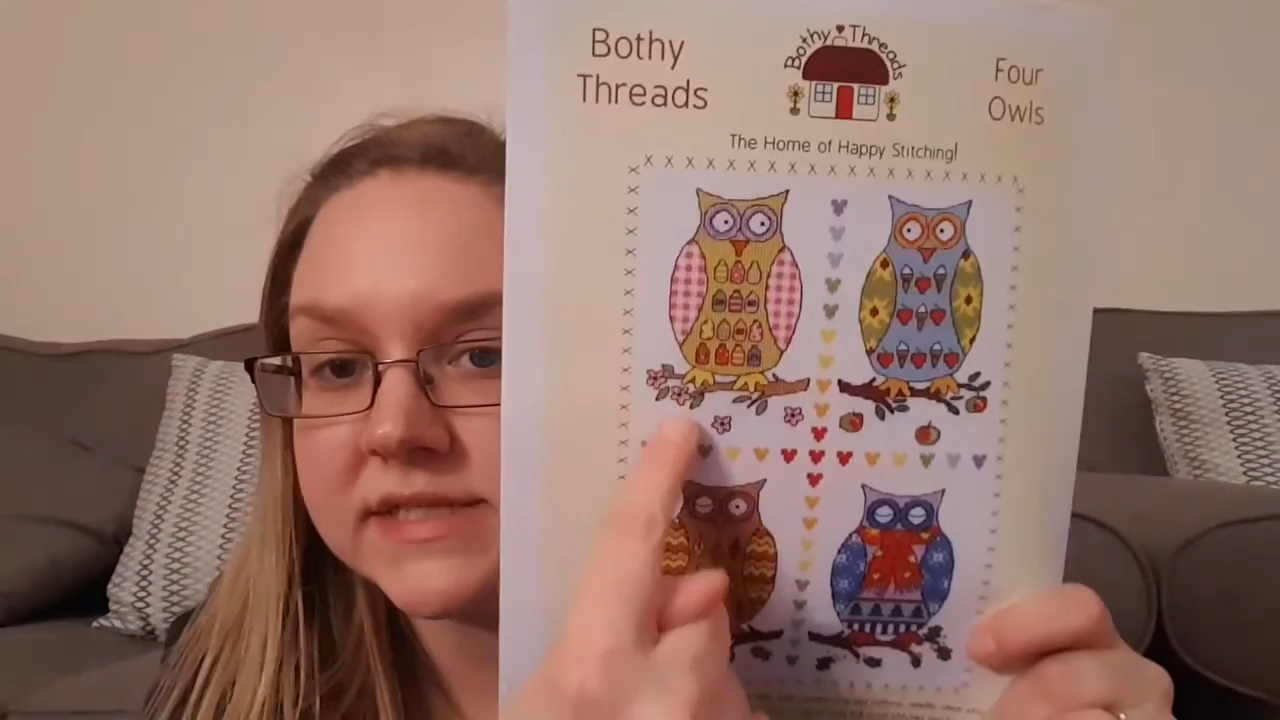 Bothy
Threads
Bothy Threads
Four
Owls
The Home of Happy Stitching!